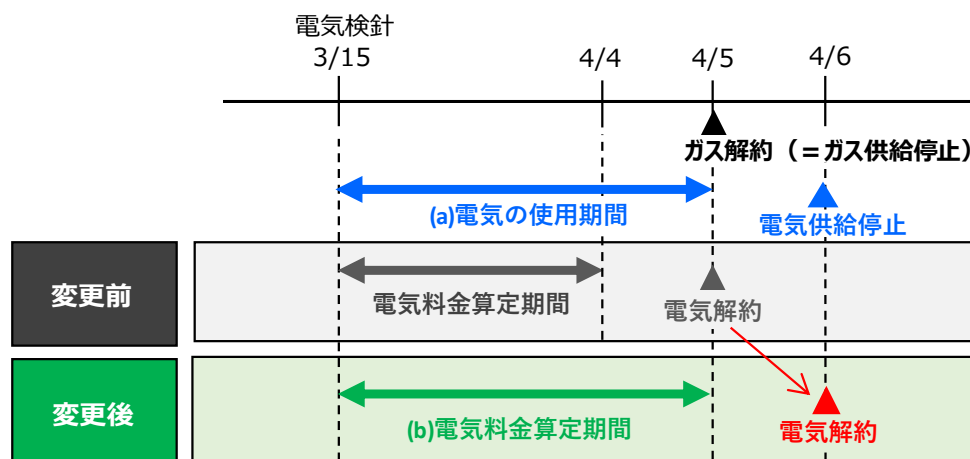 電気検針
3/15
4/4
4/5
4/6
ガス解約（＝ガス供給停止）
(a)電気の使用期間
電気供給停止
変更前
電気料金算定期間
電気解約
変更後
(b)電気料金算定期間
電気解約